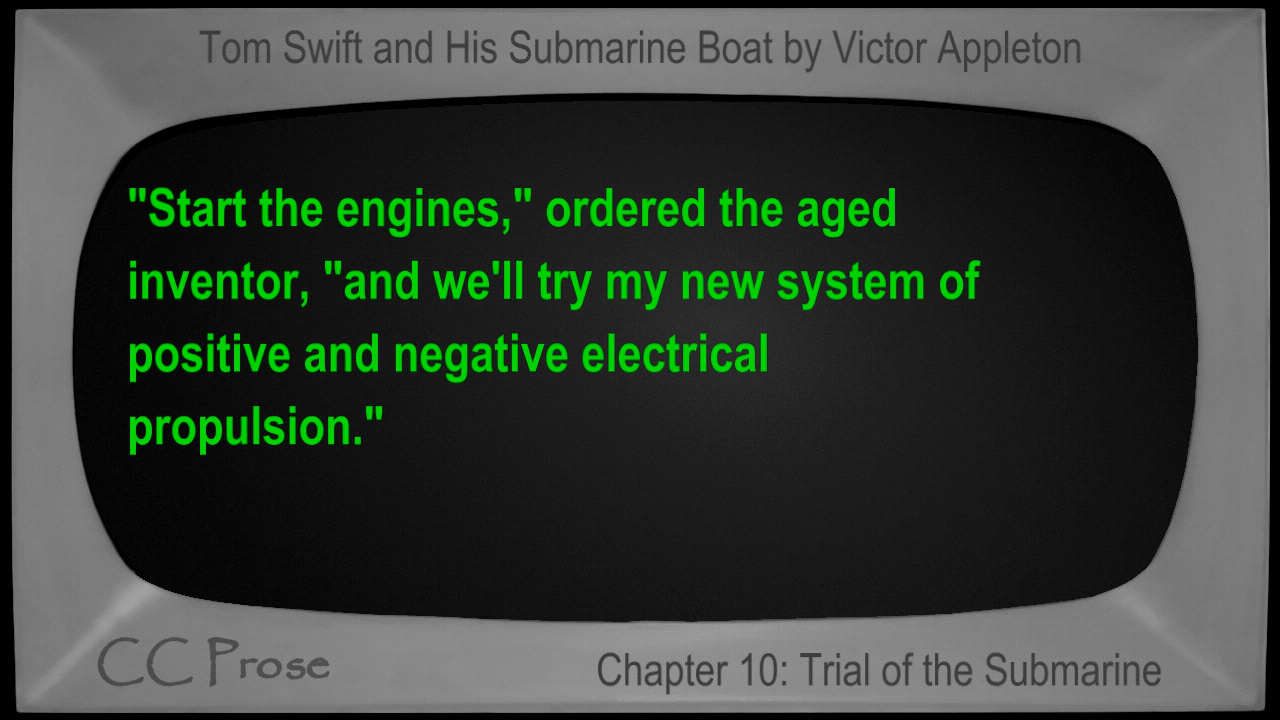 Tom Swift and His Submarine Boat by Victor Appleton
"Start the engines," ordered the aged
inventor, "and we'll try my new system of
positive and negative electrical
propulsion."
CC Prose
Chapter 10: Trial of the Submarine